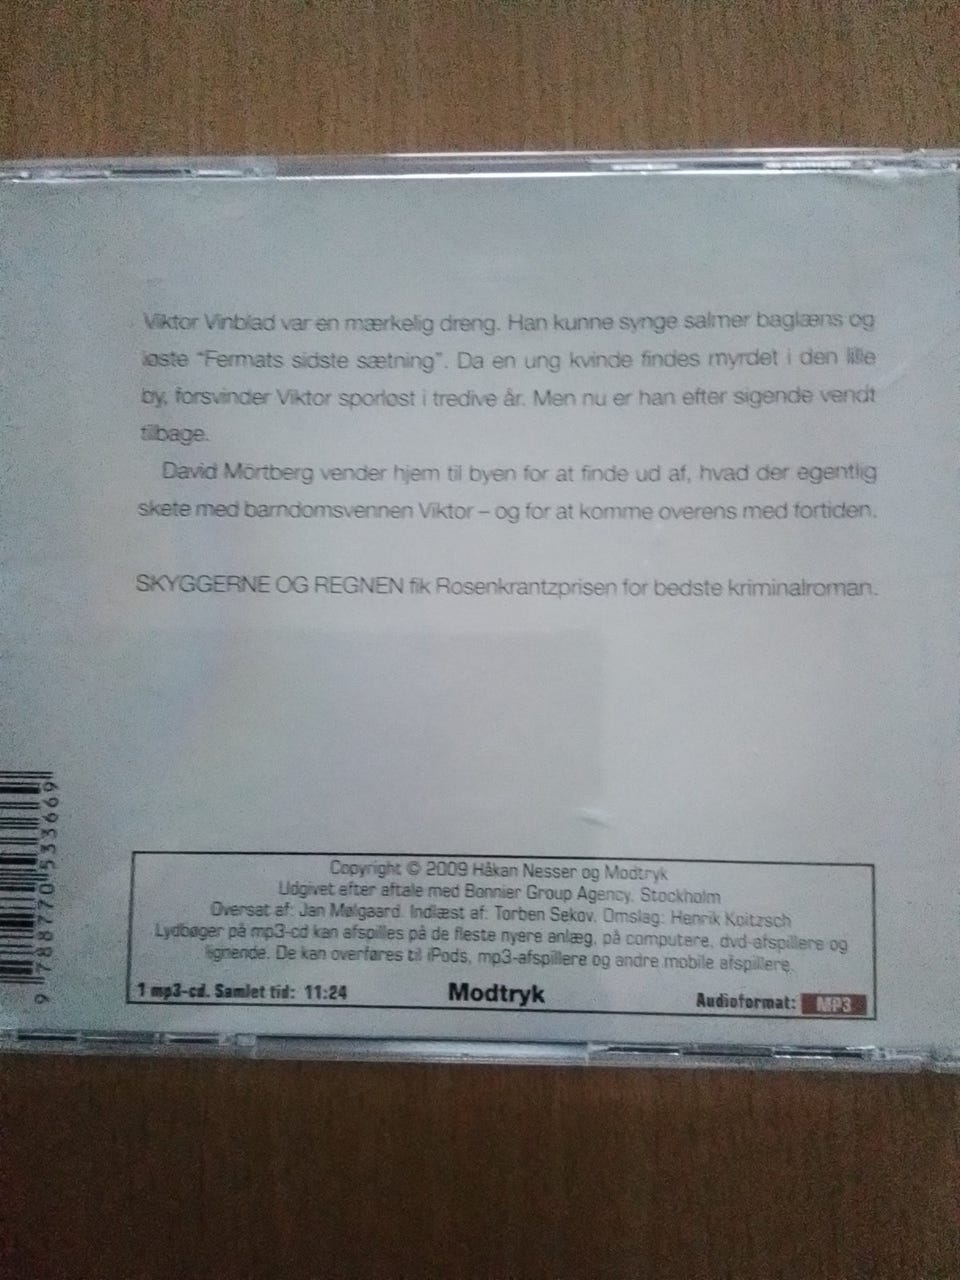 Viktor Vinblad var en mærkelig dreng. Han kunne synge salmer baglæns og
løste "Fermats sidste sætning". Da en ung kvinde findes myrdet i den lille
by, forsvinder Viktor sporløst i tredive år. Men nu er han efter sigende vendt
tilbage.
David Mörtberg vender hjem til byen for at finde ud af, hvad der egentlig
skete med barndomsvennen Viktor – og for at komme overens med fortiden.
SKYGGERNE OG REGNEN fik Rosenkrantzprisen for bedste kriminalroman.
Copyright © 2009 Håkan Nesser og Modtryk
Udgivet efter aftale med Bonnier Group Agency, Stockholm
Oversat af: Jan Mølgaard. Indlæst af: Torben Sekov. Omslag: Henrik Koitzsch
Lydbøger på mp3-cd kan afspilles på de fleste nyere anlæg, på computere, dvd-afspillere og
lignende. De kan overføres til iPods, mp3-afspillere og andre mobile afspillere.
1 mp3-cd. Samlet tid: 11:24
Modtryk
Audioformat: MP3
9 788770 533669